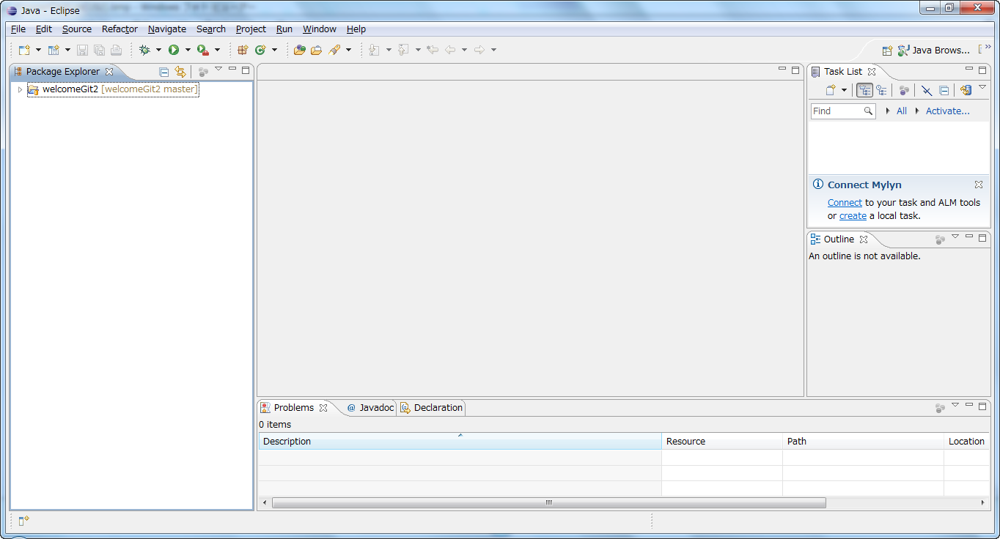 Java - Eclipse
File Edit Source Refactor Navigate Search Project Run Window Help
Java Brows...
Package Explorer
welcomeGit2 [welcomeGit2 master]
Task List
Find
All
Activate...
Connect Mylyn
Connect to your task and ALM tools
or create a local task.
Outline
An outline is not available.
Problems
@ Javadoc
Declaration
0 items
Description Resource Path Location